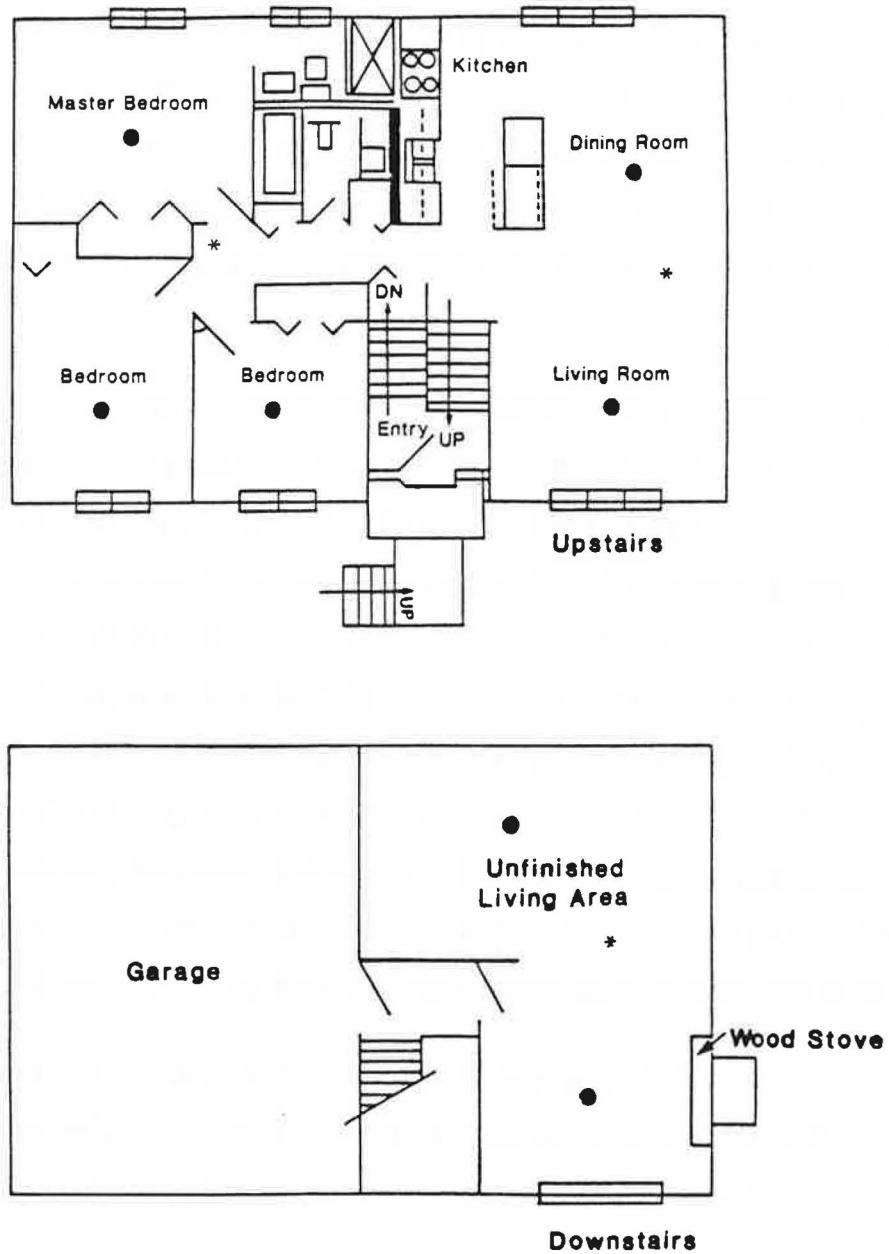 Kitchen
Master Bedroom
Dining Room
*
*
DN
Bedroom
Bedroom
Living Room
Entry
UP
Upstairs
UP
Unfinished
Living Area
*
Garage
Wood Stove
Downstairs